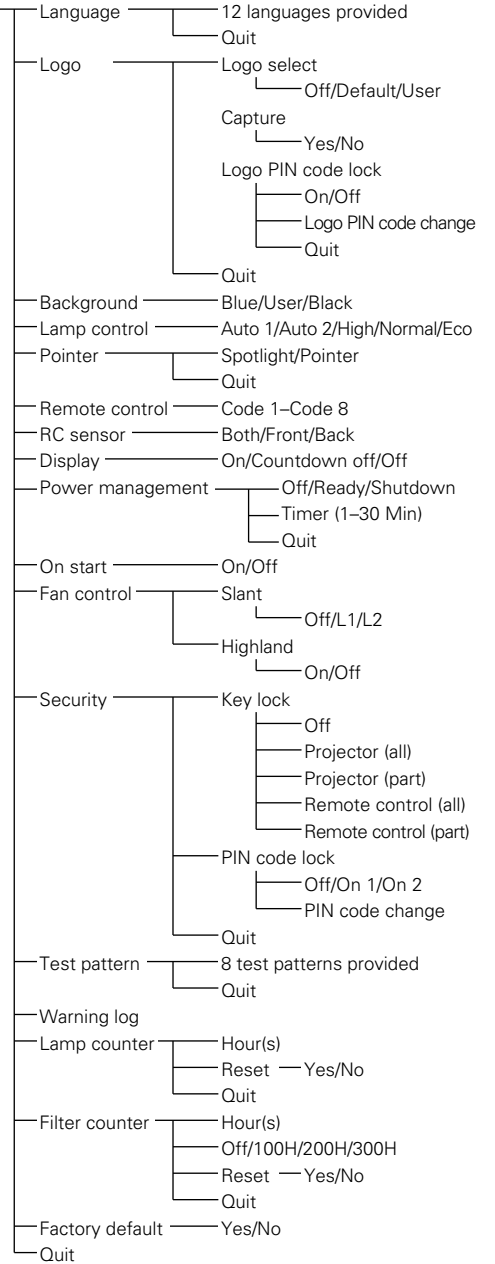 Language 12 languages provided
Quit
Logo Logo select
Off/Default/User
Capture
Yes/No
Logo PIN code lock
On/Off
Logo PIN code change
Quit
Quit
Background Blue/User/Black
Lamp control Auto 1/Auto 2/High/Normal/Eco
Pointer Spotlight/Pointer
Quit
Remote control Code 1–Code 8
RC sensor Both/Front/Back
Display On/Countdown off/Off
Power management Off/Ready/Shutdown
Timer (1–30 Min)
Quit
On start On/Off
Fan control Slant
Off/L1/L2
Highland
On/Off
Security Key lock
Off
Projector (all)
Projector (part)
Remote control (all)
Remote control (part)
PIN code lock
Off/On 1/On 2
PIN code change
Quit
Test pattern 8 test patterns provided
Quit
Warning log
Lamp counter Hour(s)
Reset Yes/No
Quit
Filter counter Hour(s)
Off/100H/200H/300H
Reset Yes/No
Quit
Factory default Yes/No
Quit